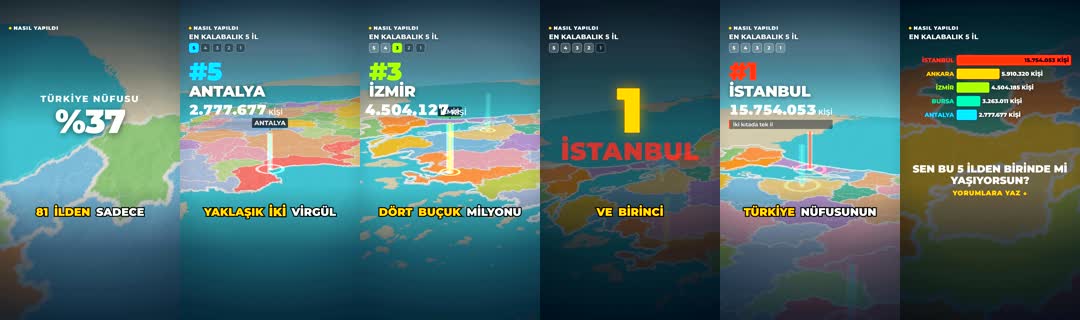 NASIL YAPILDI
TÜRKİYE NÜFUSU
%37
81 İLDEN SADECE
NASIL YAPILDI
EN KALABALIK 5 İL
5 4 3 2 1
#5
ANTALYA
2.777.677 KİŞİ
ANTALYA
YAKLAŞIK İKİ VİRGÜL
NASIL YAPILDI
EN KALABALIK 5 İL
5 4 3 2 1
#3
İZMİR
4.504.127 KİŞİ
DÖRT BUÇUK MİLYONU
NASIL YAPILDI
EN KALABALIK 5 İL
5 4 3 2 1
1
İSTANBUL
VE BİRİNCİ
NASIL YAPILDI
EN KALABALIK 5 İL
5 4 3 2 1
#1
İSTANBUL
15.754.053 KİŞİ
İki kıtada tek il
TÜRKİYE NÜFUSUNUN
NASIL YAPILDI
EN KALABALIK 5 İL
İSTANBUL 15.754.053 KİŞİ
ANKARA 5.910.320 KİŞİ
İZMİR 4.504.185 KİŞİ
BURSA 3.263.011 KİŞİ
ANTALYA 2.777.677 KİŞİ
SEN BU 5 İLDEN BİRİNDE Mİ
YAŞIYORSUN?
YORUMLARA YAZ